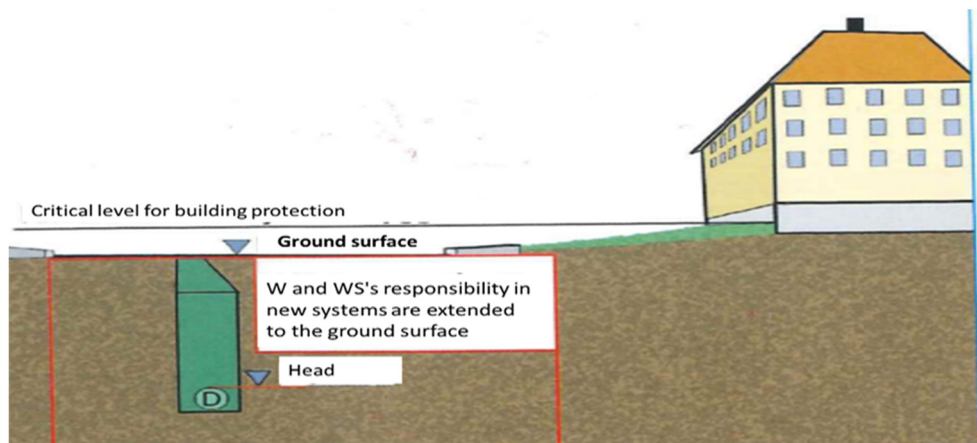 Critical level for building protection
Ground surface
W and WS's responsibility in
new systems are extended
to the ground surface
Head
D